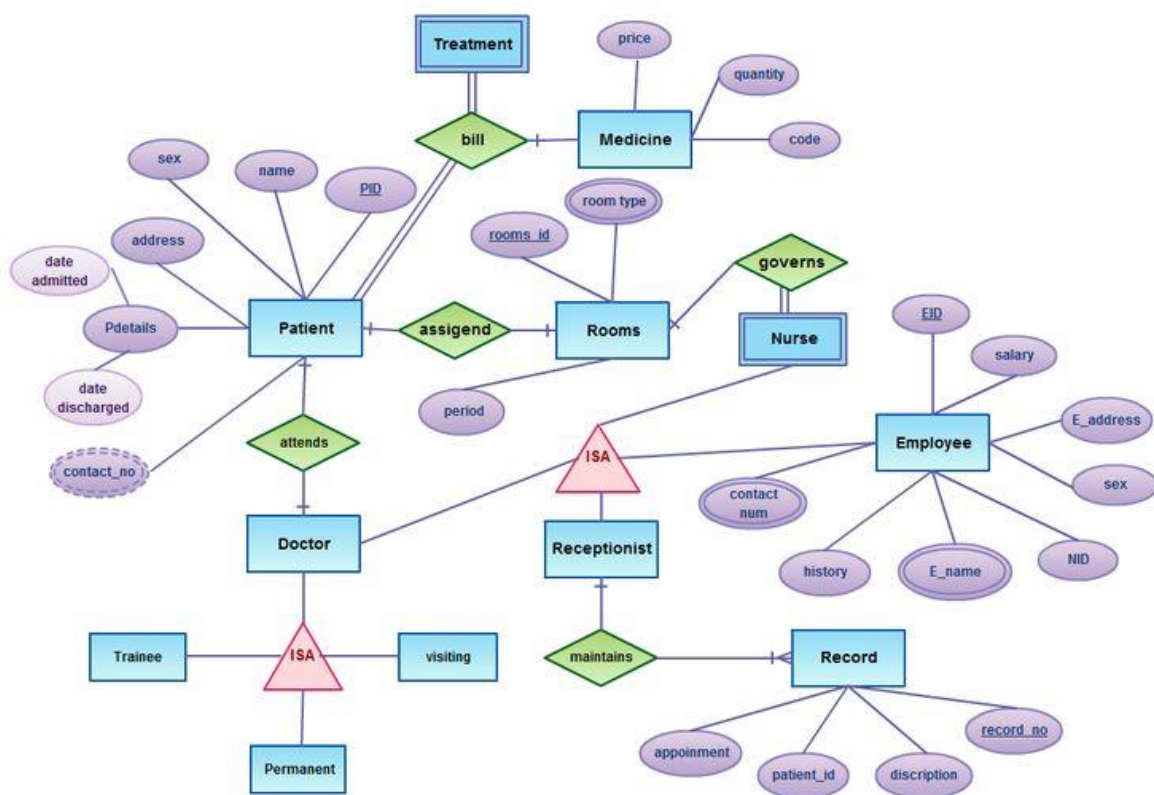 Treatment
price
quantity
bill
Medicine
code
sex
name
PID
room type
address
rooms_id
date
admitted
governs
Pdetails
Patient
assigend
Rooms
Nurse
EID
salary
date
discharged
period
E_address
attends
ISA
Employee
contact_no
contact
num
sex
Doctor
Receptionist
history
E_name
NID
Trainee
ISA
visiting
maintains
Record
Permanent
appoinment
patient_id
discription
record_no